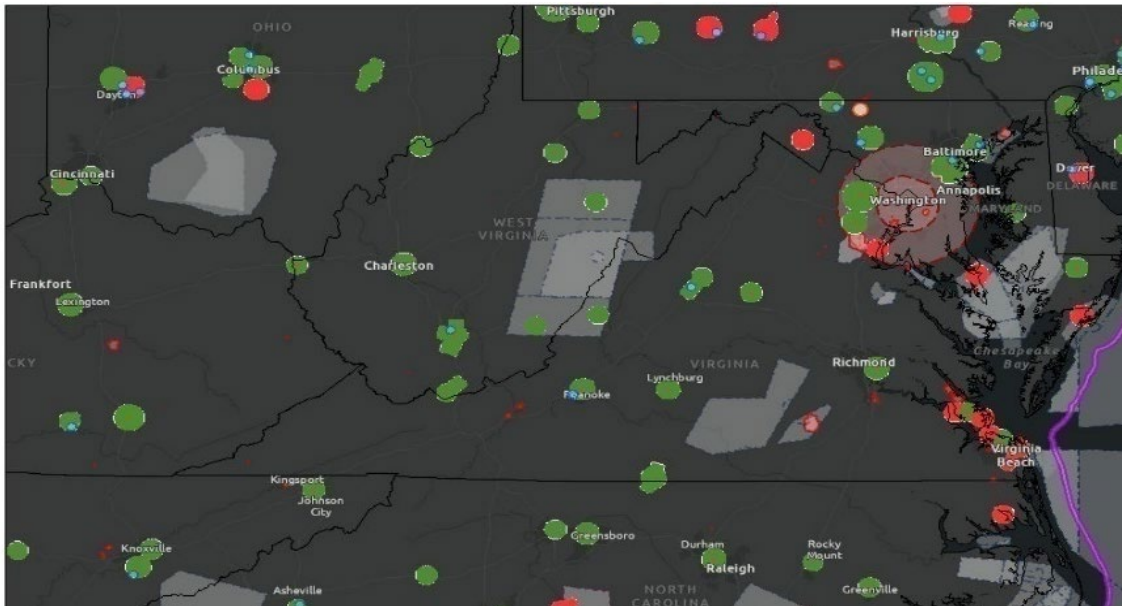 Pittsburgh
OHIO
Harrisburg
Reading
Columbus
Philade
Dayton
Baltimore
Cincinnati
Dover
Annapolis
DELAWARE
Washington
MARYLAND
WEST
VIRGINIA
Charleston
Frankfort
Lexington
Chesapeake
Bay
CKY
VIRGINIA
Richmond
Lynchburg
Roanoke
Virginia
Beach
Kingsport
Johnson
City
Greensboro
Durham
Rocky
Mount
Knoxville
Raleigh
Asheville
NORTH
CAROLINA
Greenville